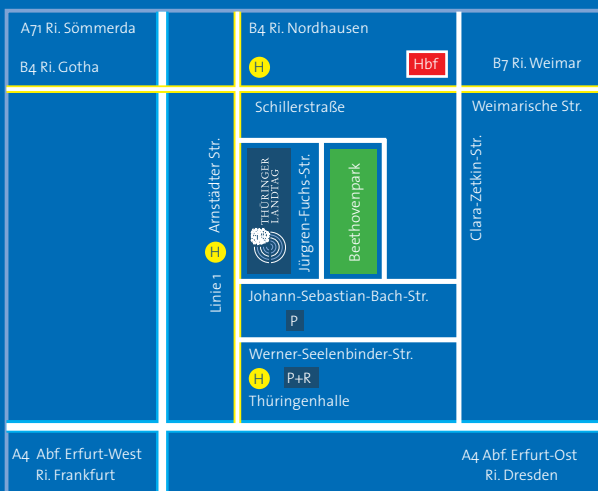 A71 Ri. Sömmerda
B4 Ri. Nordhausen
B4 Ri. Gotha
H
Hbf
B7 Ri. Weimar
Schillerstraße
Weimarische Str.
Arnstädter Str.
H
Linie 1
THÜRINGER
LANDTAG
Jürgren-Fuchs-Str.
Beethovenpark
Clara-Zetkin-Str.
Johann-Sebastian-Bach-Str.
P
Werner-Seelenbinder-Str.
H
P+R
Thüringenhalle
A4 Abf. Erfurt-West
Ri. Frankfurt
A4 Abf. Erfurt-Ost
Ri. Dresden